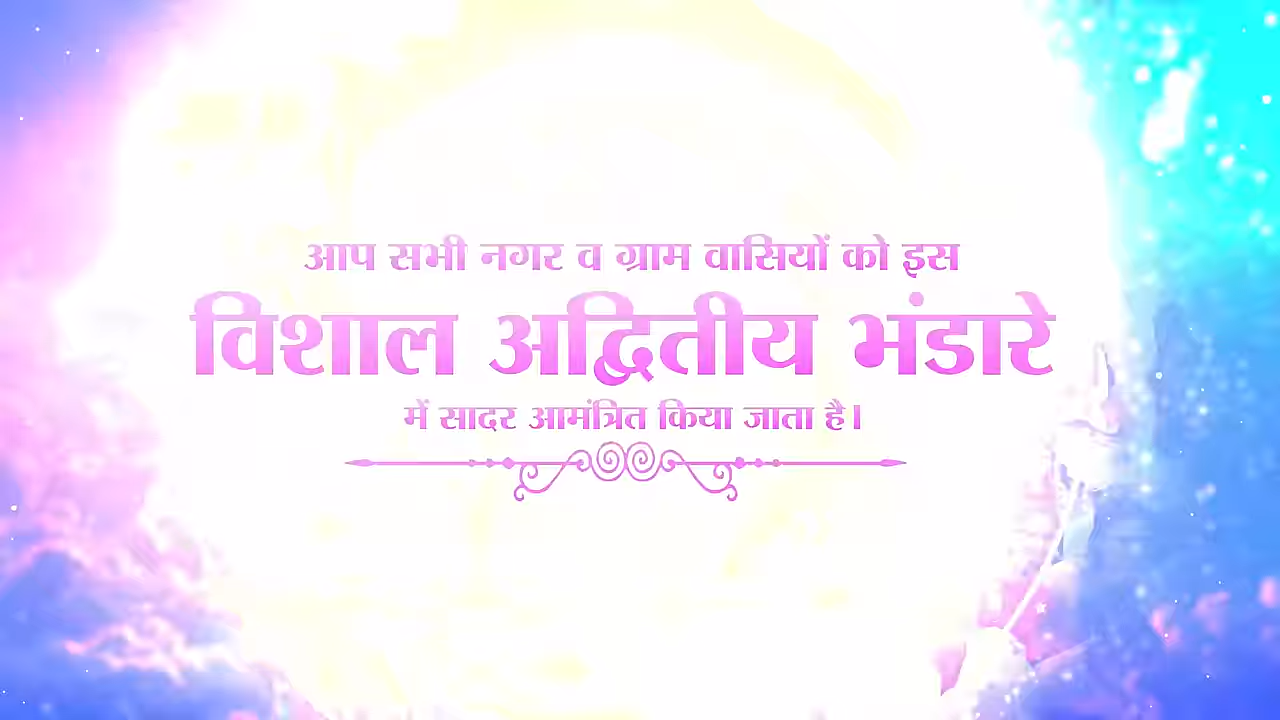 आप सभी नगर व ग्राम वासियों को इस
विशाल अद्वितीय भंडारे
में सादर आमंत्रित किया जाता है।